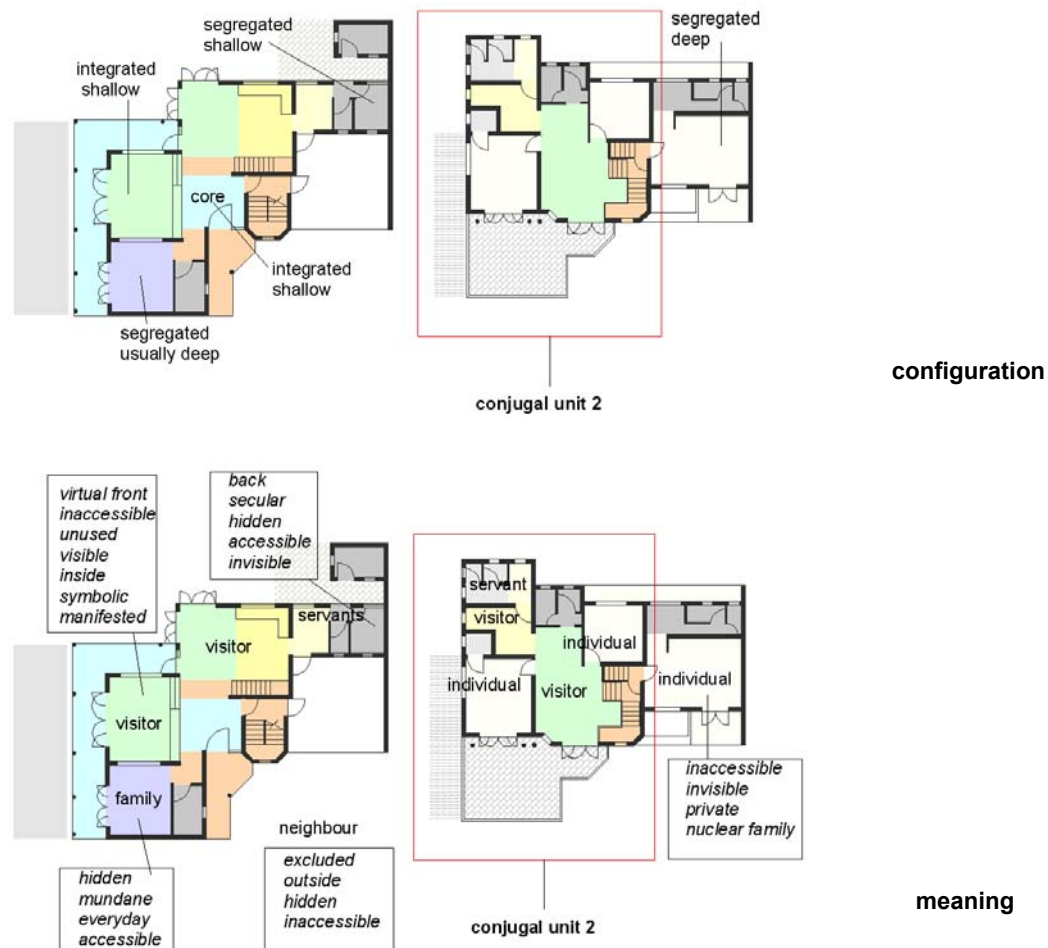 segregated
shallow
integrated
shallow
core
integrated
shallow
segregated
usually deep
segregated
deep
conjugal unit 2
configuration
virtual front
inaccessible
unused
visible
inside
symbolic
manifested
back
secular
hidden
accessible
invisible
servants
visitor
visitor
family
hidden
mundane
everyday
accessible
neighbour
excluded
outside
hidden
inaccessible
servant
visitor
individual
individual
visitor
individual
inaccessible
invisible
private
nuclear family
conjugal unit 2
meaning